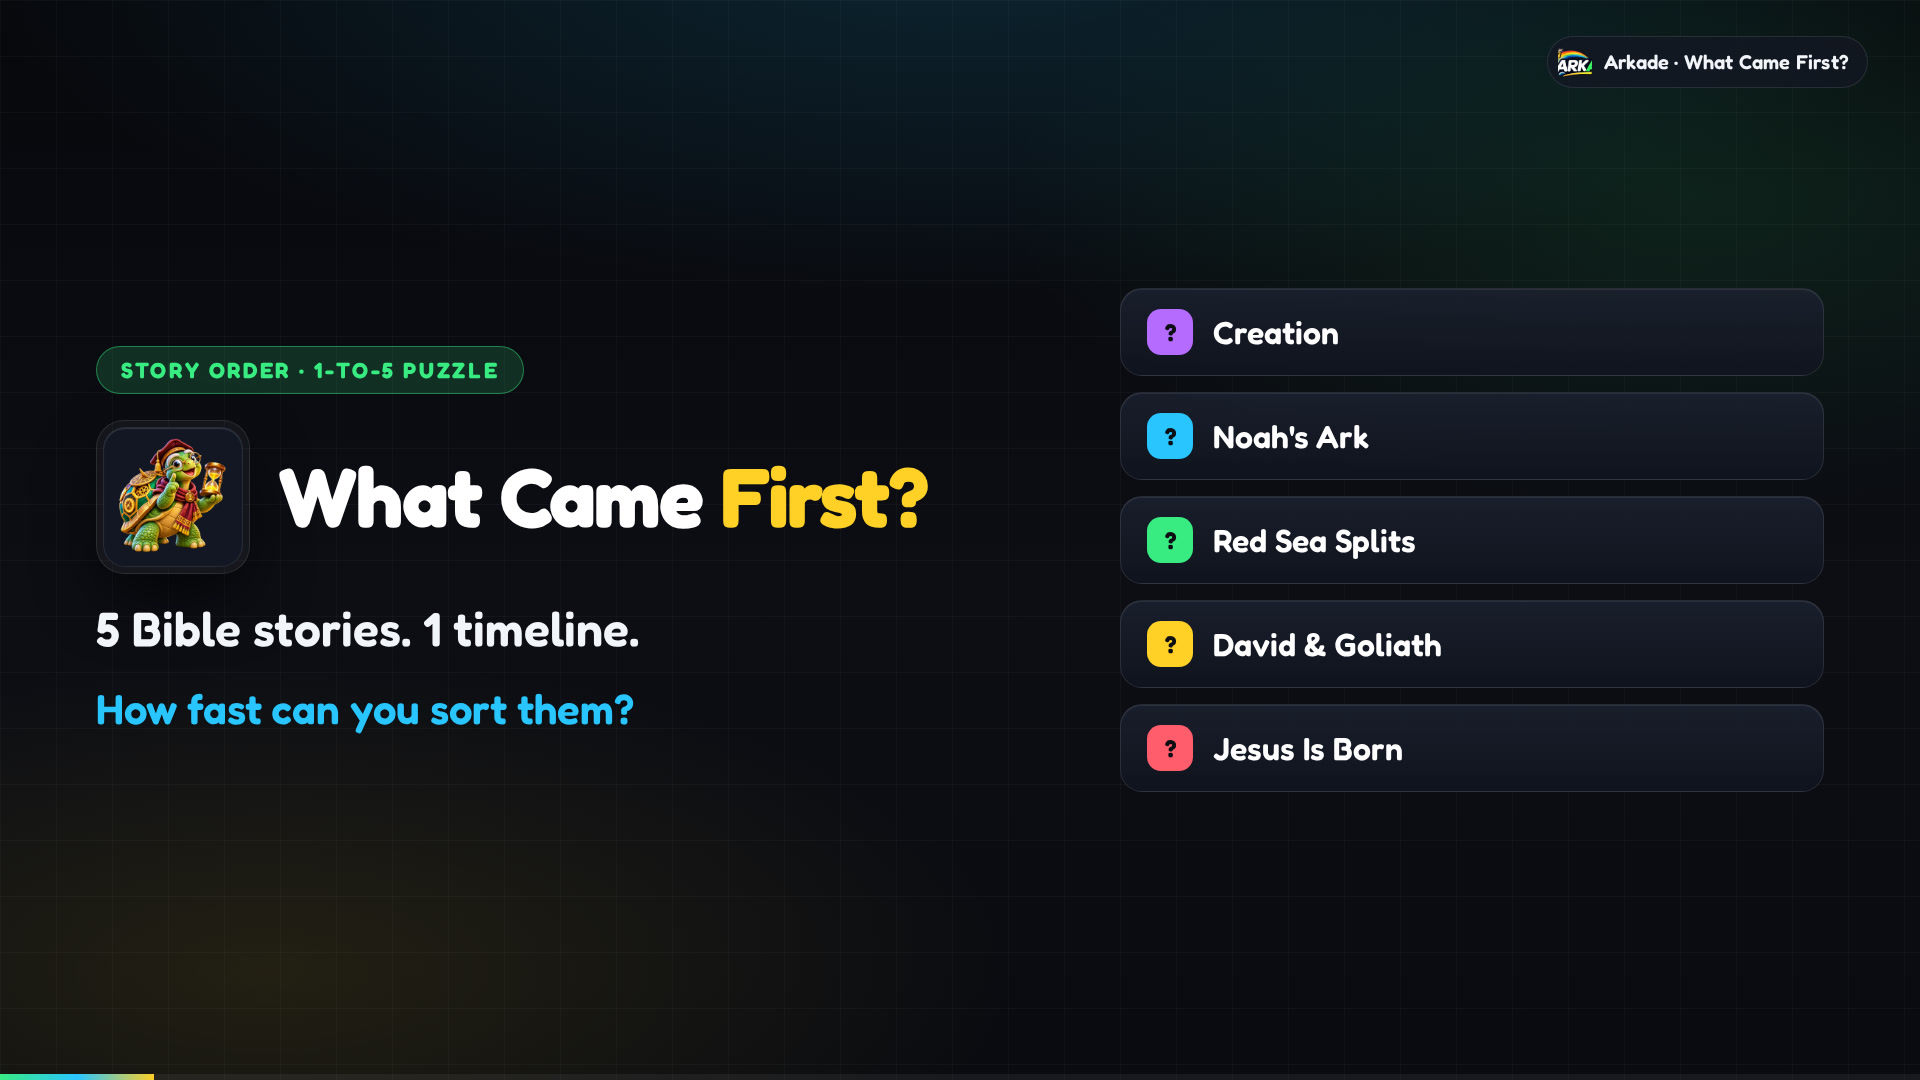 ARKA
Arkade · What Came First?
STORY ORDER · 1-TO-5 PUZZLE
What Came First?
5 Bible stories. 1 timeline.
How fast can you sort them?
? Creation
? Noah's Ark
? Red Sea Splits
? David & Goliath
? Jesus Is Born